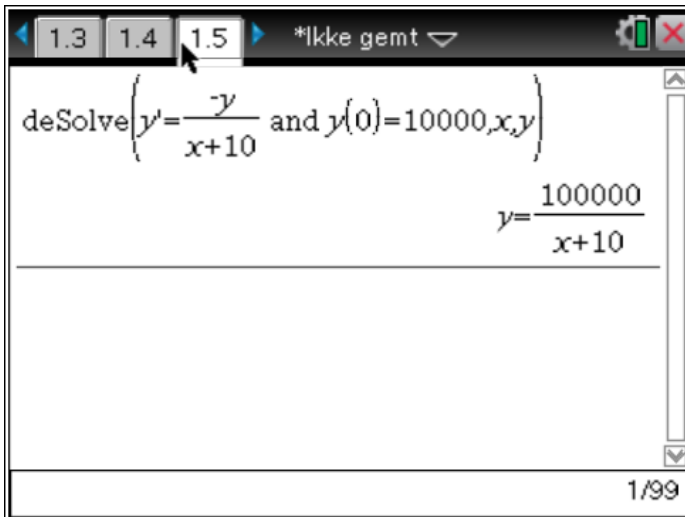 1.3 1.4 1.5 *Ikke gemt
deSolve(y'=-y/(x+10) and y(0)=10000,x,y)
y=100000/(x+10)
1/99